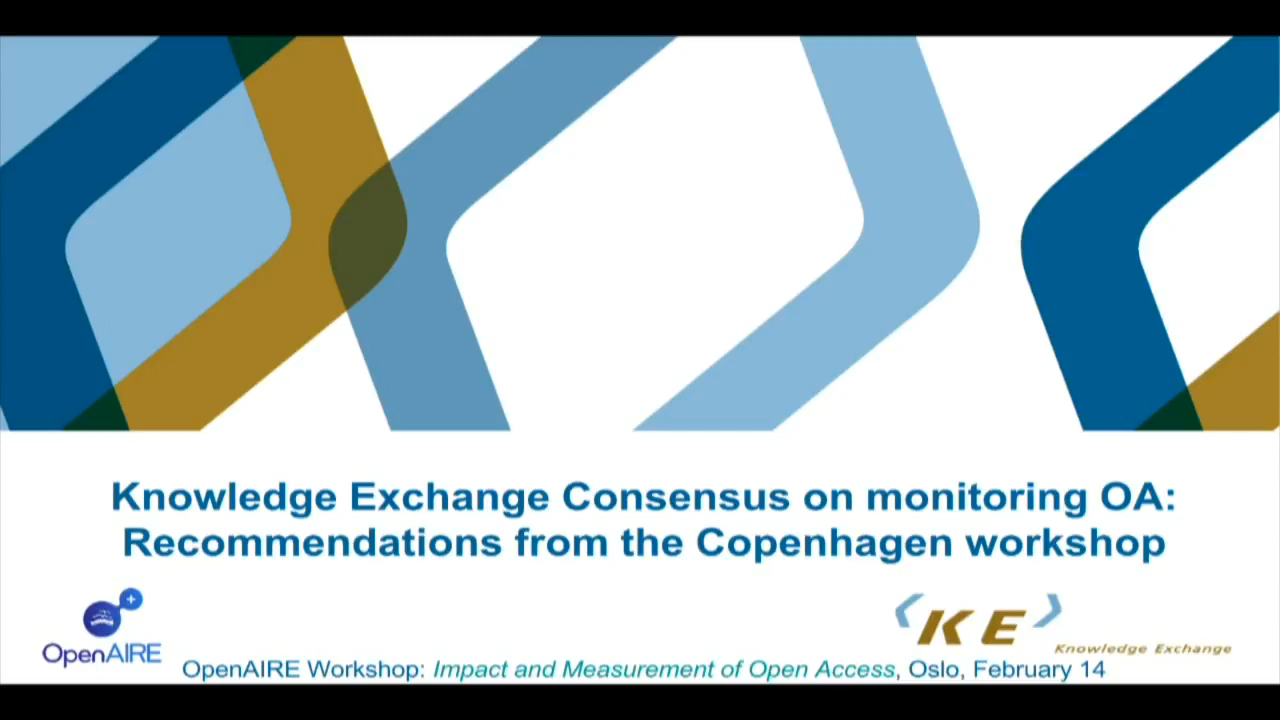 Knowledge Exchange Consensus on monitoring OA:
Recommendations from the Copenhagen workshop
+
OpenAIRE
KE
Knowledge Exchange
OpenAIRE Workshop: Impact and Measurement of Open Access, Oslo, February 14